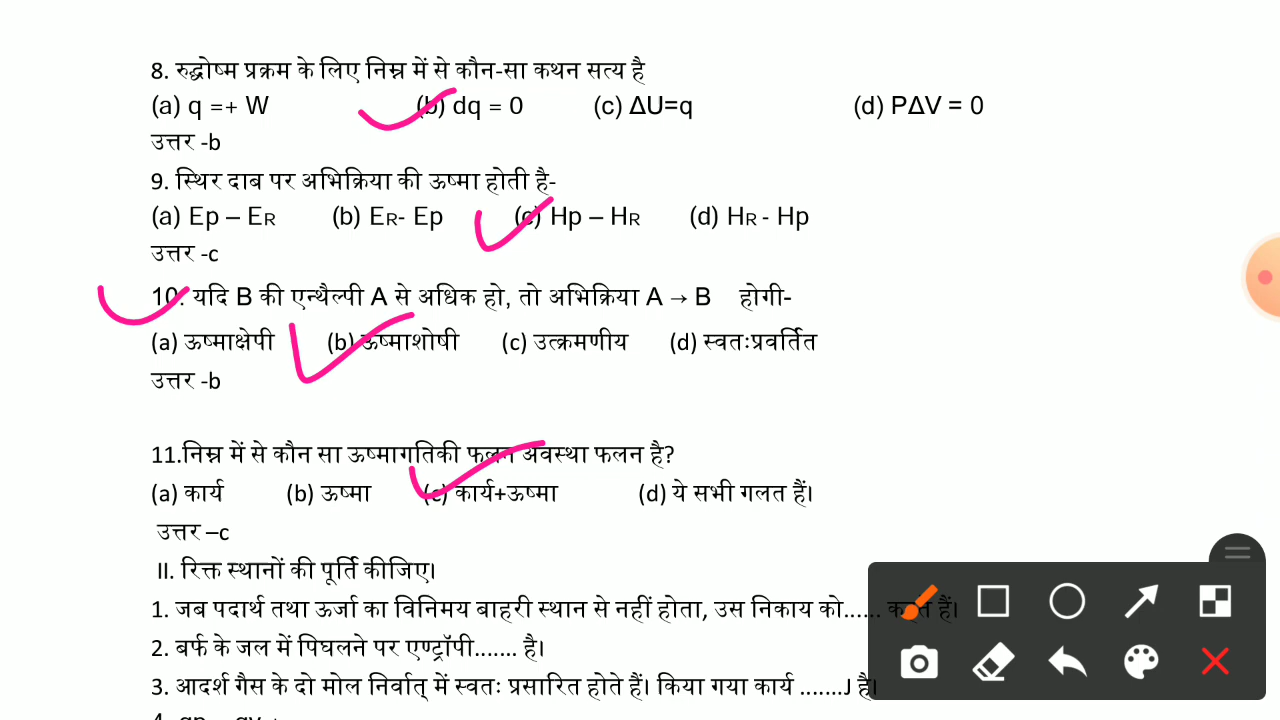 8. रुद्धोष्म प्रक्रम के लिए निम्न में से कौन-सा कथन सत्य है
(a) q =+ W (b) dq = 0 (c) ΔU=q (d) PΔV = 0
उत्तर -b
9. स्थिर दाब पर अभिक्रिया की ऊष्मा होती है-
(a) Ep – ER (b) ER- Ep (c) Hp – HR (d) HR - Hp
उत्तर -c
10. यदि B की एन्थैल्पी A से अधिक हो, तो अभिक्रिया A → B होगी-
(a) ऊष्माक्षेपी (b) ऊष्माशोषी (c) उत्क्रमणीय (d) स्वतःप्रवर्तित
उत्तर -b
11.निम्न में से कौन सा ऊष्मागतिकी फलन अवस्था फलन है?
(a) कार्य (b) ऊष्मा (c) कार्य+ऊष्मा (d) ये सभी गलत हैं।
उत्तर –c
II. रिक्त स्थानों की पूर्ति कीजिए।
1. जब पदार्थ तथा ऊर्जा का विनिमय बाहरी स्थान से नहीं होता, उस निकाय को...... कहते हैं।
2. बर्फ के जल में पिघलने पर एण्ट्रॉपी....... है।
3. आदर्श गैस के दो मोल निर्वात् में स्वतः प्रसारित होते हैं। किया गया कार्य .......J है।